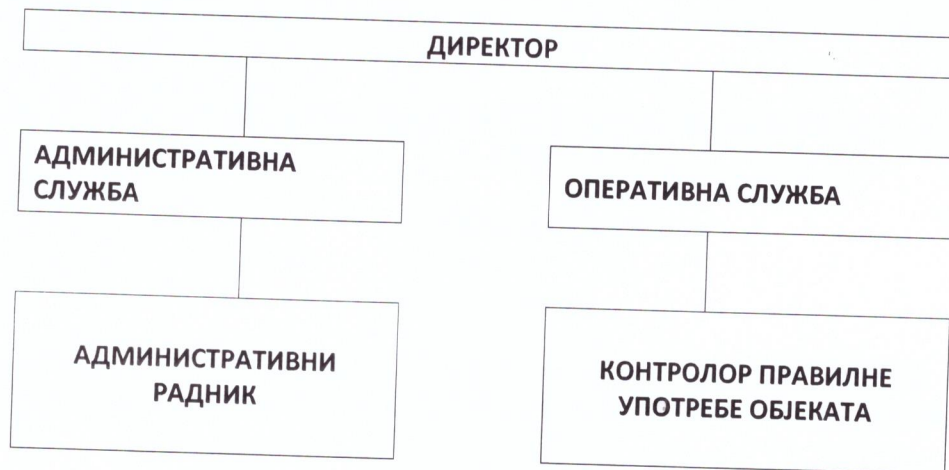 ДИРЕКТОР
АДМИНИСТРАТИВНА
СЛУЖБА
ОПЕРАТИВНА СЛУЖБА
АДМИНИСТРАТИВНИ
РАДНИК
КОНТРОЛОР ПРАВИЛНЕ
УПОТРЕБЕ ОБЈЕКАТА